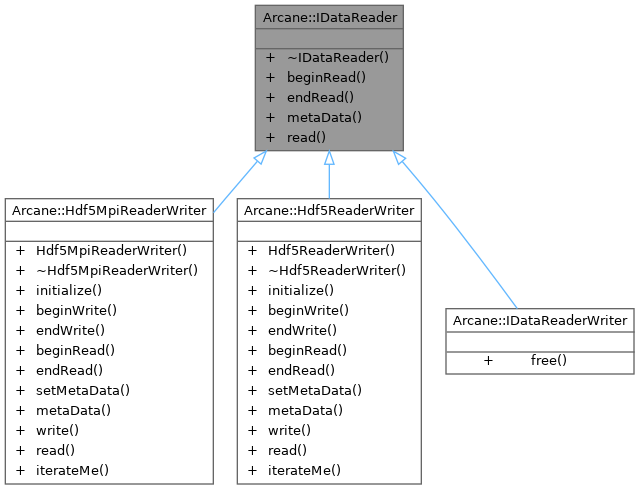 Arcane::IDataReader
+ ~IDataReader()
+ beginRead()
+ endRead()
+ metaData()
+ read()
Arcane::Hdf5MpiReaderWriter
+ Hdf5MpiReaderWriter()
+ ~Hdf5MpiReaderWriter()
+ initialize()
+ beginWrite()
+ endWrite()
+ beginRead()
+ endRead()
+ setMetaData()
+ metaData()
+ write()
+ read()
+ iterateMe()
Arcane::Hdf5ReaderWriter
+ Hdf5ReaderWriter()
+ ~Hdf5ReaderWriter()
+ initialize()
+ beginWrite()
+ endWrite()
+ beginRead()
+ endRead()
+ setMetaData()
+ metaData()
+ write()
+ read()
+ iterateMe()
Arcane::IDataReaderWriter
+ free()